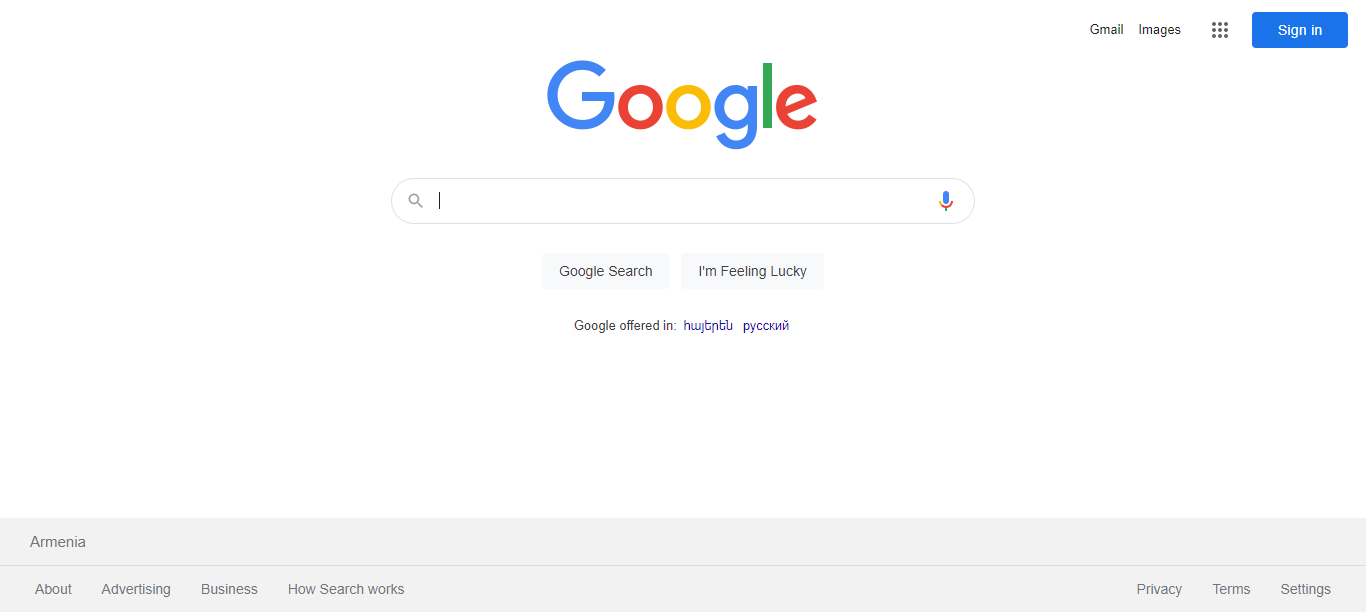 Gmail Images Sign in
Google
Google Search I'm Feeling Lucky
Google offered in: հայերեն русский
Armenia
About Advertising Business How Search works Privacy Terms Settings